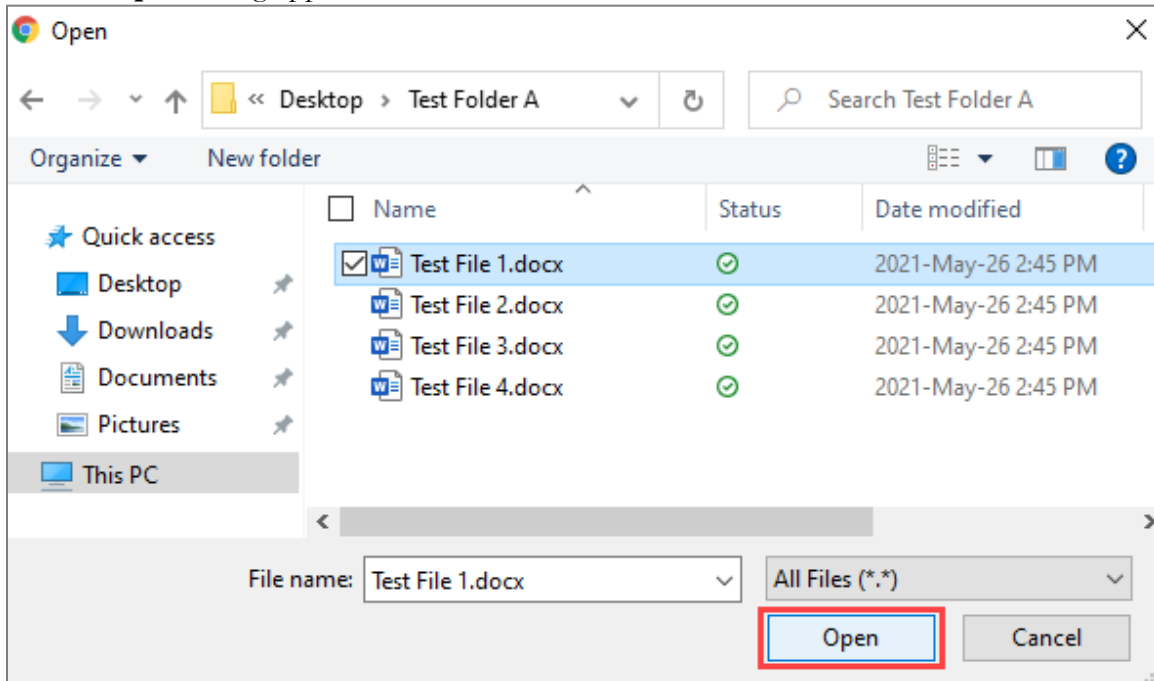 Open
« Desktop > Test Folder A
Search Test Folder A
Organize
New folder
Name Status Date modified
Quick access
Desktop
Downloads
Documents
Pictures
This PC
Test File 1.docx 2021-May-26 2:45 PM
Test File 2.docx 2021-May-26 2:45 PM
Test File 3.docx 2021-May-26 2:45 PM
Test File 4.docx 2021-May-26 2:45 PM
File name: Test File 1.docx All Files (*.*)
Open Cancel